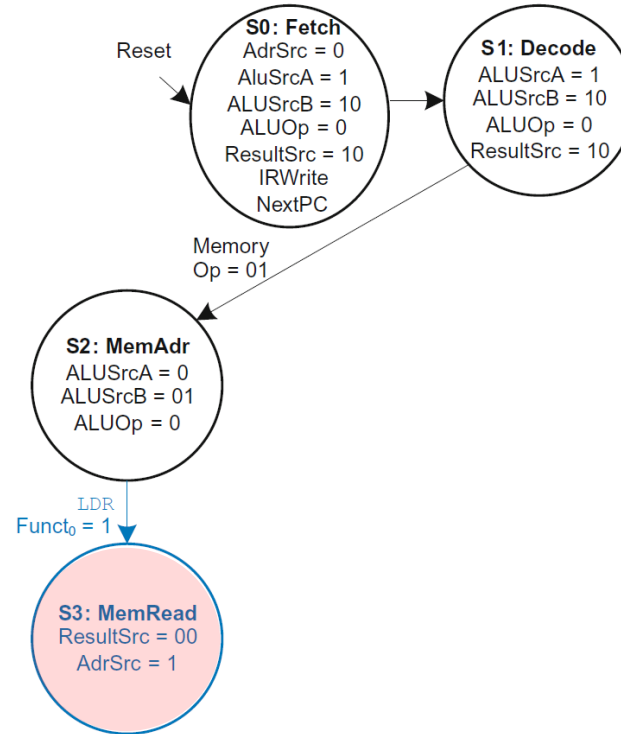 Reset
S0: Fetch
AdrSrc = 0
AluSrcA = 1
ALUSrcB = 10
ALUOp = 0
ResultSrc = 10
IRWrite
NextPC
S1: Decode
ALUSrcA = 1
ALUSrcB = 10
ALUOp = 0
ResultSrc = 10
Memory
Op = 01
S2: MemAdr
ALUSrcA = 0
ALUSrcB = 01
ALUOp = 0
LDR
Funct₀ = 1
S3: MemRead
ResultSrc = 00
AdrSrc = 1